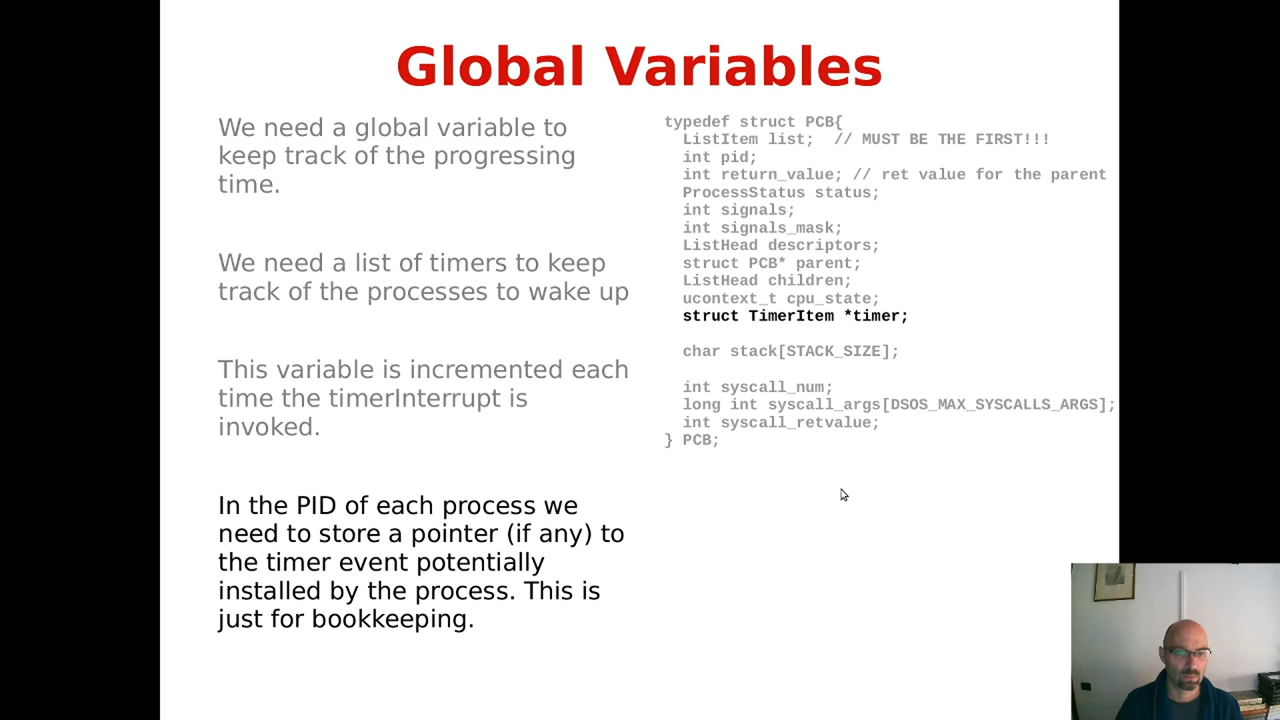 Global Variables
We need a global variable to
keep track of the progressing
time.
We need a list of timers to keep
track of the processes to wake up
This variable is incremented each
time the timerInterrupt is
invoked.
In the PID of each process we
need to store a pointer (if any) to
the timer event potentially
installed by the process. This is
just for bookkeeping.
typedef struct PCB{
  ListItem list;  // MUST BE THE FIRST!!!
  int pid;
  int return_value; // ret value for the parent
  ProcessStatus status;
  int signals;
  int signals_mask;
  ListHead descriptors;
  struct PCB* parent;
  ListHead children;
  ucontext_t cpu_state;
  struct TimerItem *timer;
  char stack[STACK_SIZE];
  int syscall_num;
  long int syscall_args[DSOS_MAX_SYSCALLS_ARGS];
  int syscall_retvalue;
} PCB;